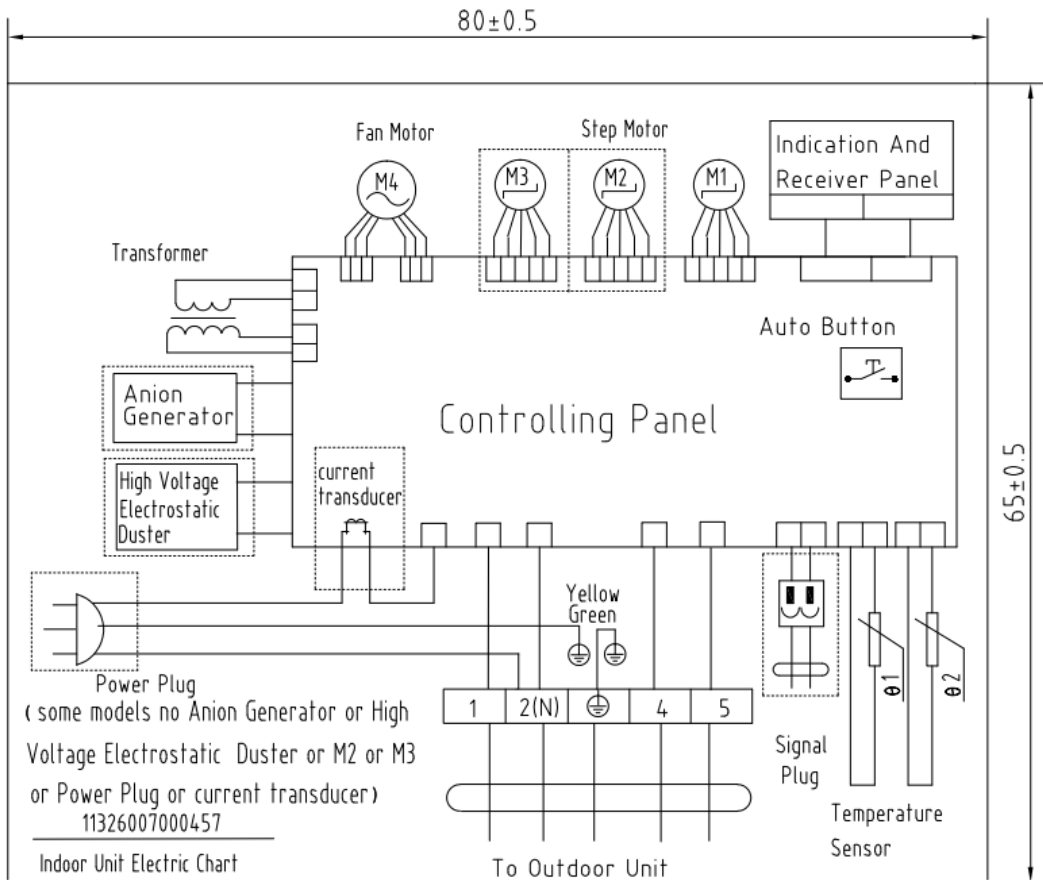 80±0.5
Fan Motor
Step Motor
Indication And
Receiver Panel
M4
M3
M2
M1
Transformer
Auto Button
Anion
Generator
Controlling Panel
65±0.5
High Voltage
Electrostatic
Duster
current
transducer
Yellow
Green
Power Plug
1
2(N)
4
5
θ1
θ2
(some models no Anion Generator or High
Voltage Electrostatic Duster or M2 or M3
or Power Plug or current transducer)
11326007000457
Indoor Unit Electric Chart
Signal
Plug
Temperature
Sensor
To Outdoor Unit